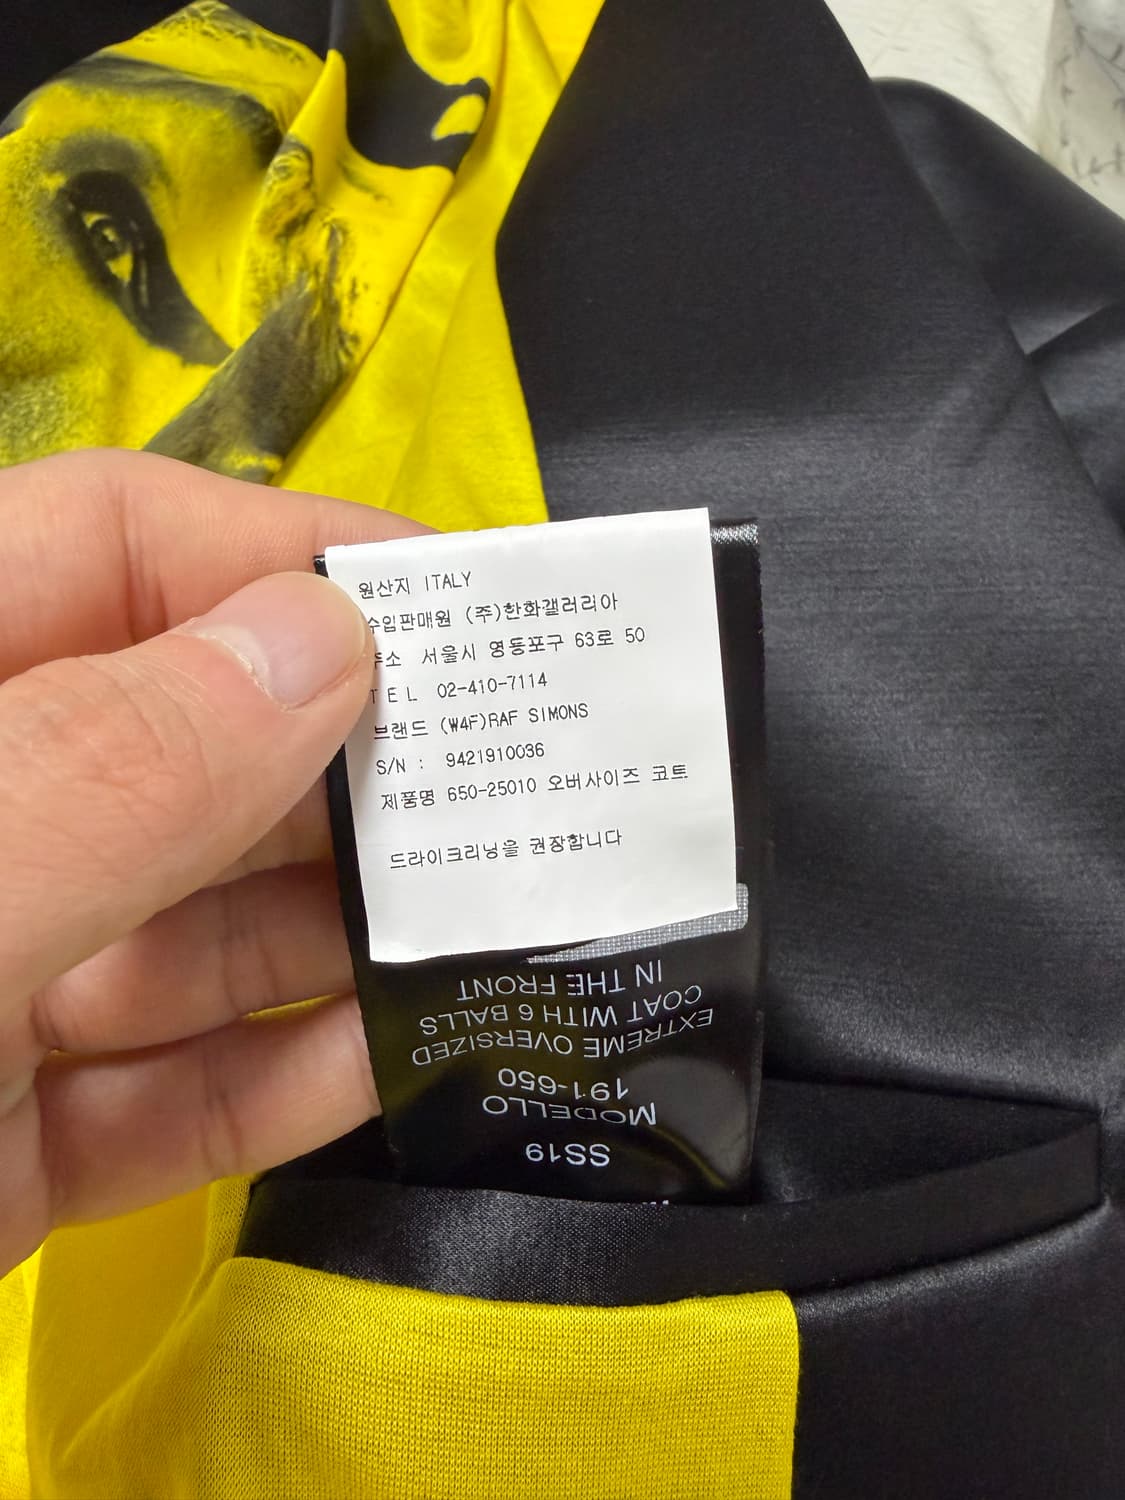 원산지 ITALY
수입판매원 (주)한화갤러리아
주소 서울시 영등포구 63로 50
TEL 02-410-7114
브랜드 (W4F)RAF SIMONS
S/N : 9421910036
제품명 650-25010 오버사이즈 코트
드라이크리닝을 권장합니다
SS19
MODELLO
191-650
EXTREME OVERSIZED
COAT WITH 6 BALLS
IN THE FRONT